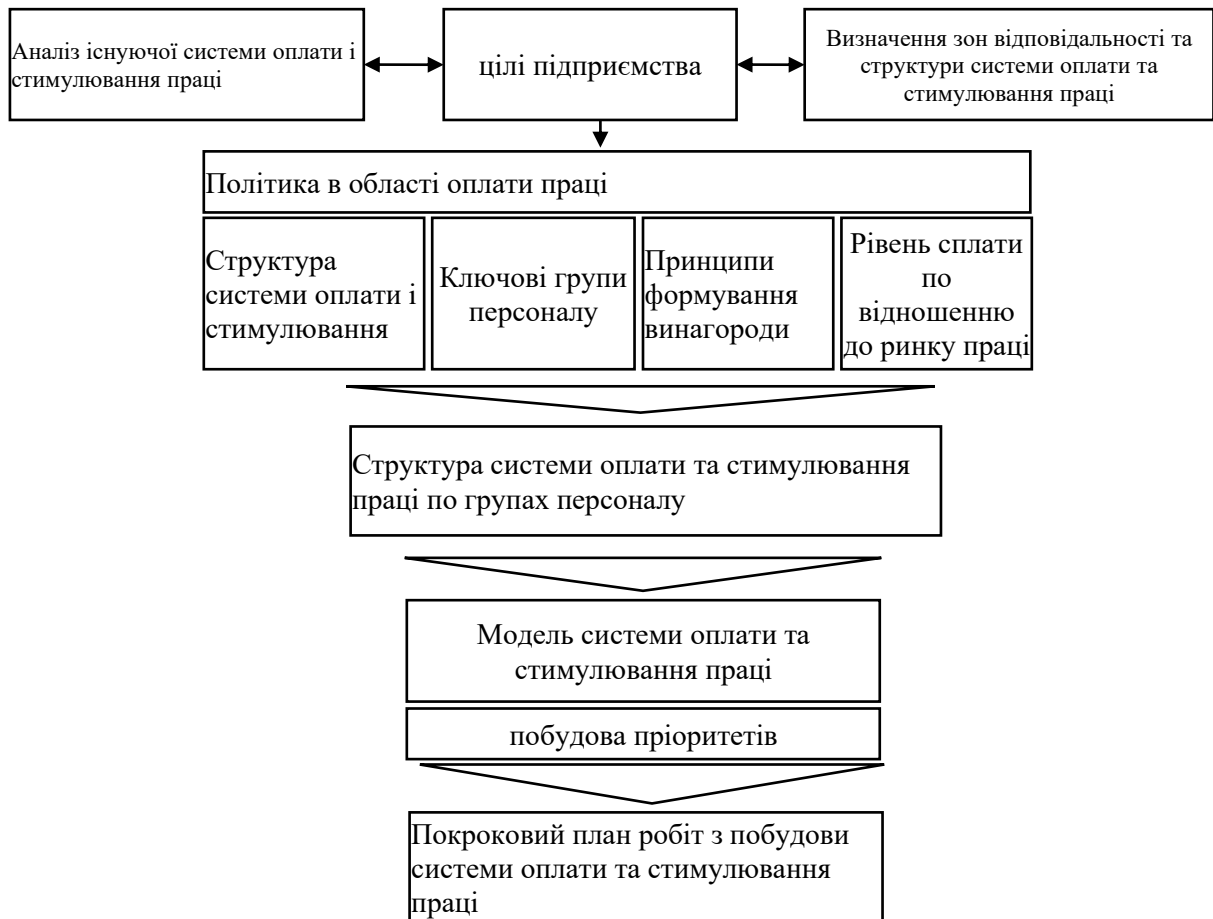 Аналіз існуючої системи оплати і
стимулювання праці
цілі підприємства
Визначення зон відповідальності та
структури системи оплати та
стимулювання праці
Політика в області оплати праці
Структура
системи оплати і
стимулювання
Ключові групи
персоналу
Принципи
формування
винагороди
Рівень сплати
по
відношенню
до ринку праці
Структура системи оплати та стимулювання
праці по групах персоналу
Модель системи оплати та
стимулювання праці
побудова пріоритетів
Покроковий план робіт з побудови
системи оплати та стимулювання
праці